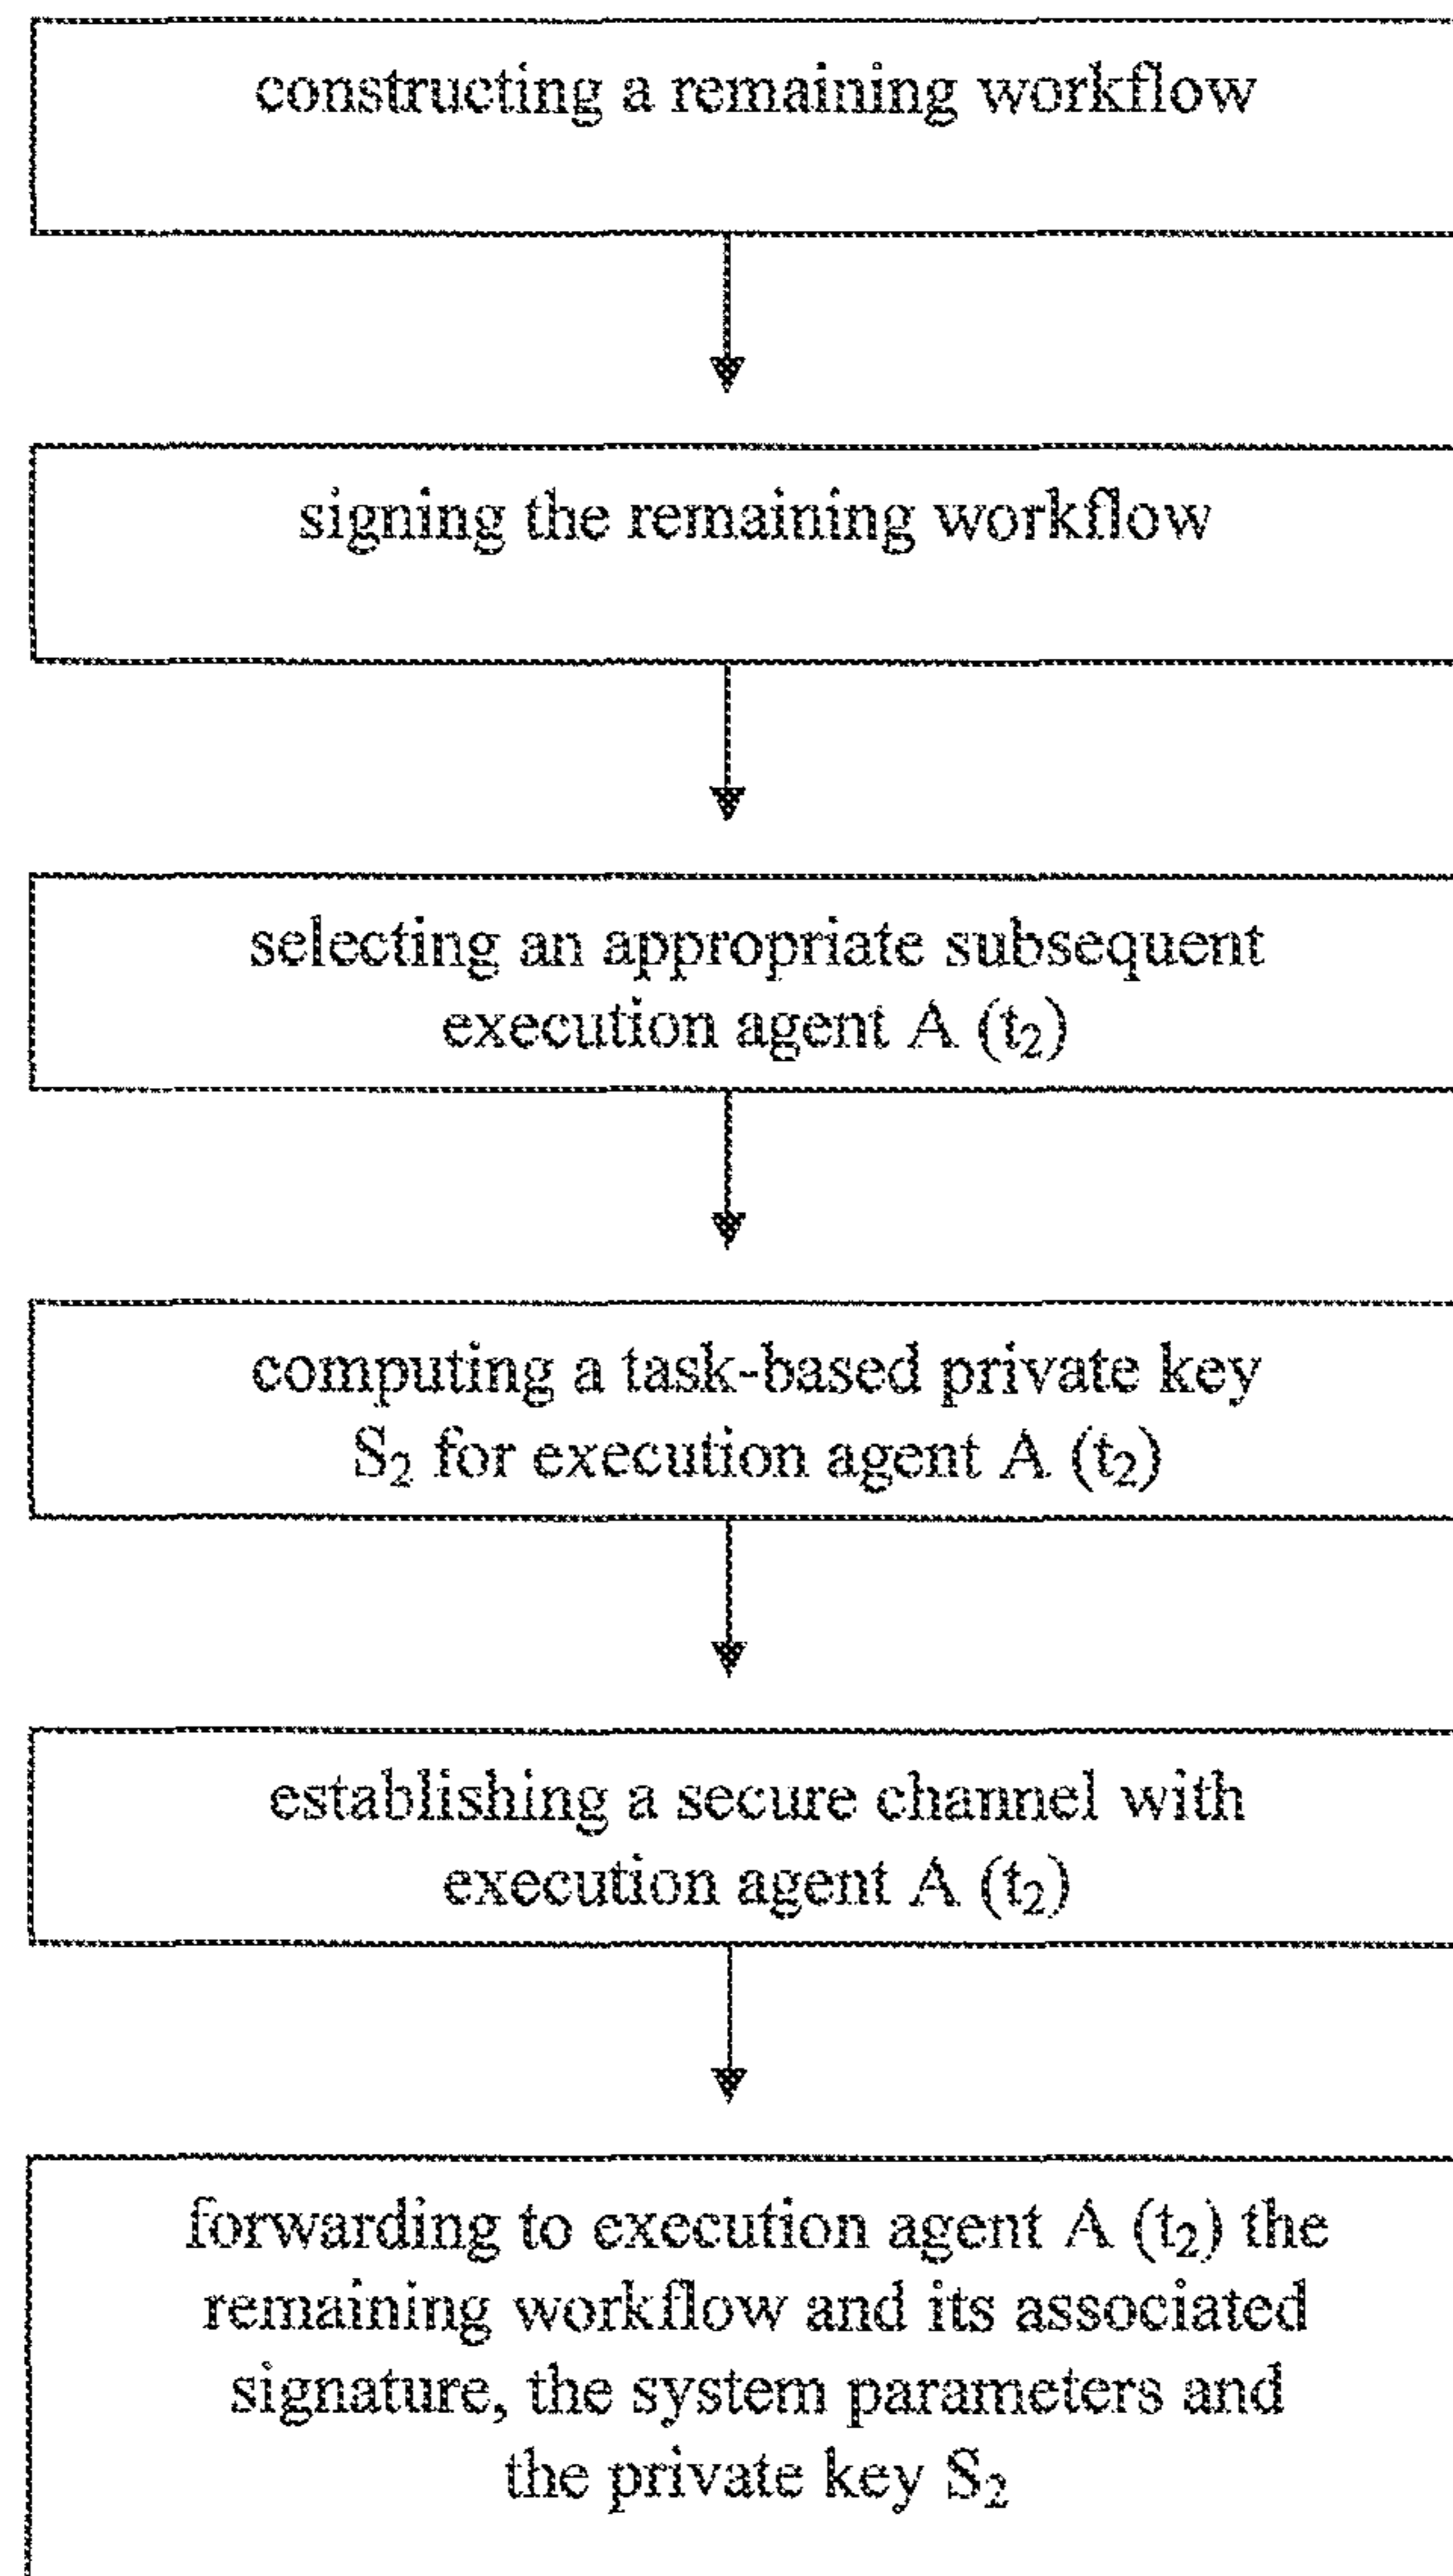 constructing a remaining workflow
signing the remaining workflow
selecting an appropriate subsequent
execution agent A (t₂)
computing a task-based private key
S₂ for execution agent A (t₂)
establishing a secure channel with
execution agent A (t₂)
forwarding to execution agent A (t₂) the
remaining workflow and its associated
signature, the system parameters and
the private key S₂